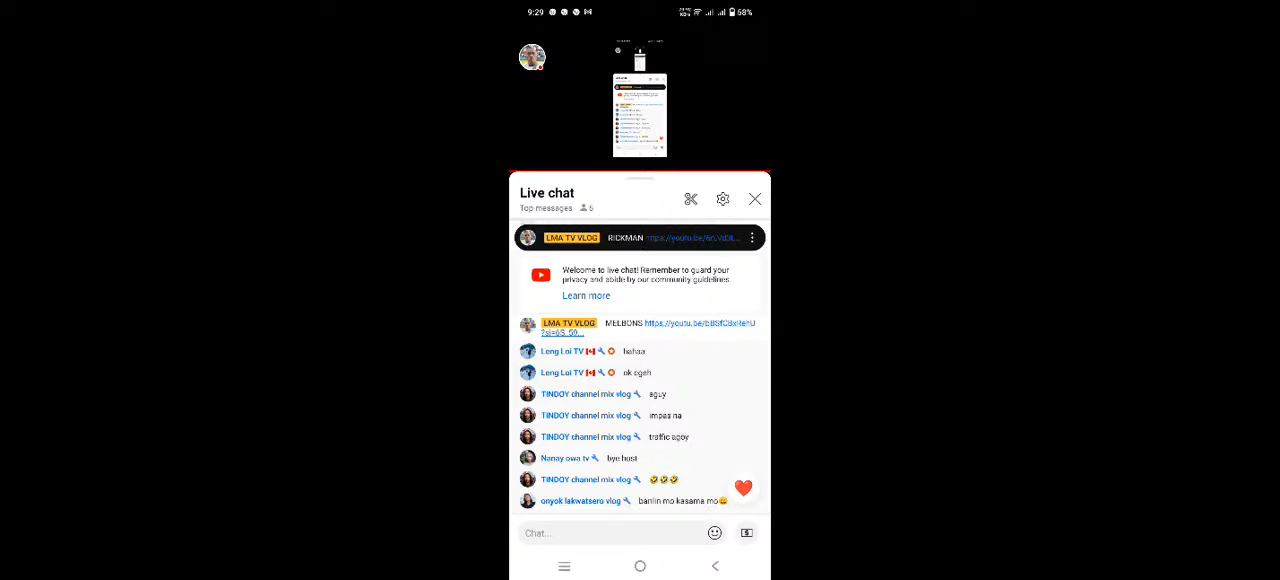 9:29
58%
Live chat
Top messages 6
LMA TV VLOG RICKMAN
Welcome to live chat! Remember to guard your
privacy and abide by our community guidelines.
Learn more
LMA TV VLOG MELBONS
Leng Loi TV 🇨🇦 hahaa
Leng Loi TV 🇨🇦 ok cgeh
TINDOY channel mix vlog aguy
TINDOY channel mix vlog impas na
TINDOY channel mix vlog traffic agoy
Nanay owa tv bye host
TINDOY channel mix vlog 🤣🤣🤣
onyok lakwatsero vlog barilin mo kasama mo😄
Chat...